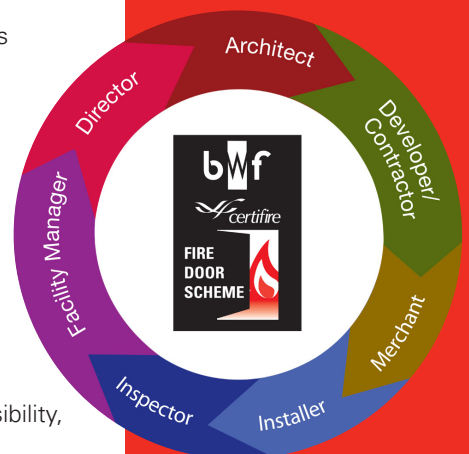 s
Architect
Developer/
Contractor
Merchant
Installer
Inspector
Facility Manager
Director
bwf
certifire
FIRE
DOOR
SCHEME
sibility,